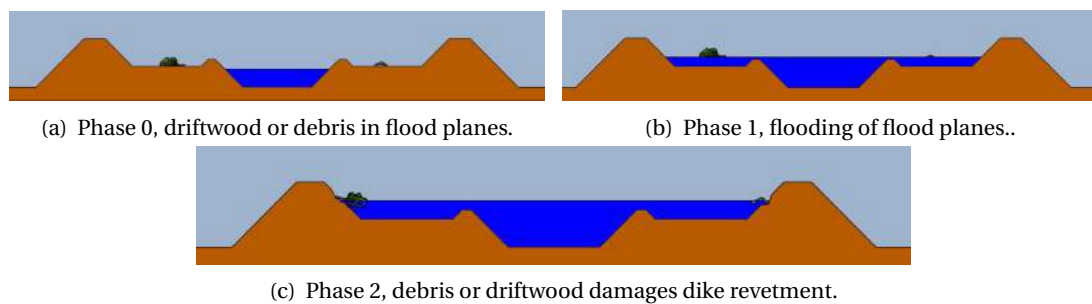 (a) Phase 0, driftwood or debris in flood planes.
(b) Phase 1, flooding of flood planes..
(c) Phase 2, debris or driftwood damages dike revetment.